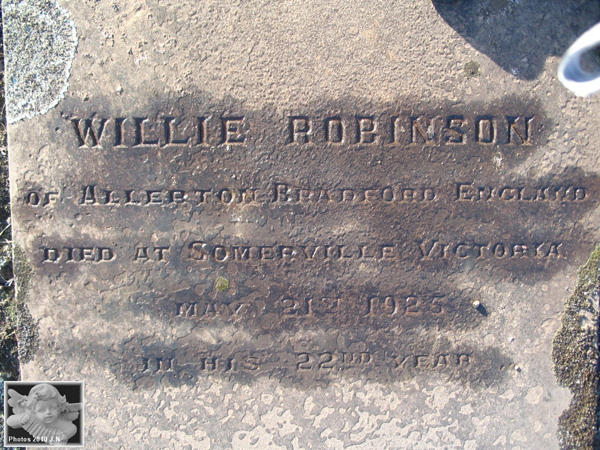 WILLIE ROBINSON
OF ALLERTON BRADFORD ENGLAND
DIED AT SOMERVILLE VICTORIA
MAY 21ST 1925
IN HIS 22ND YEAR
Photos 2010 J.N